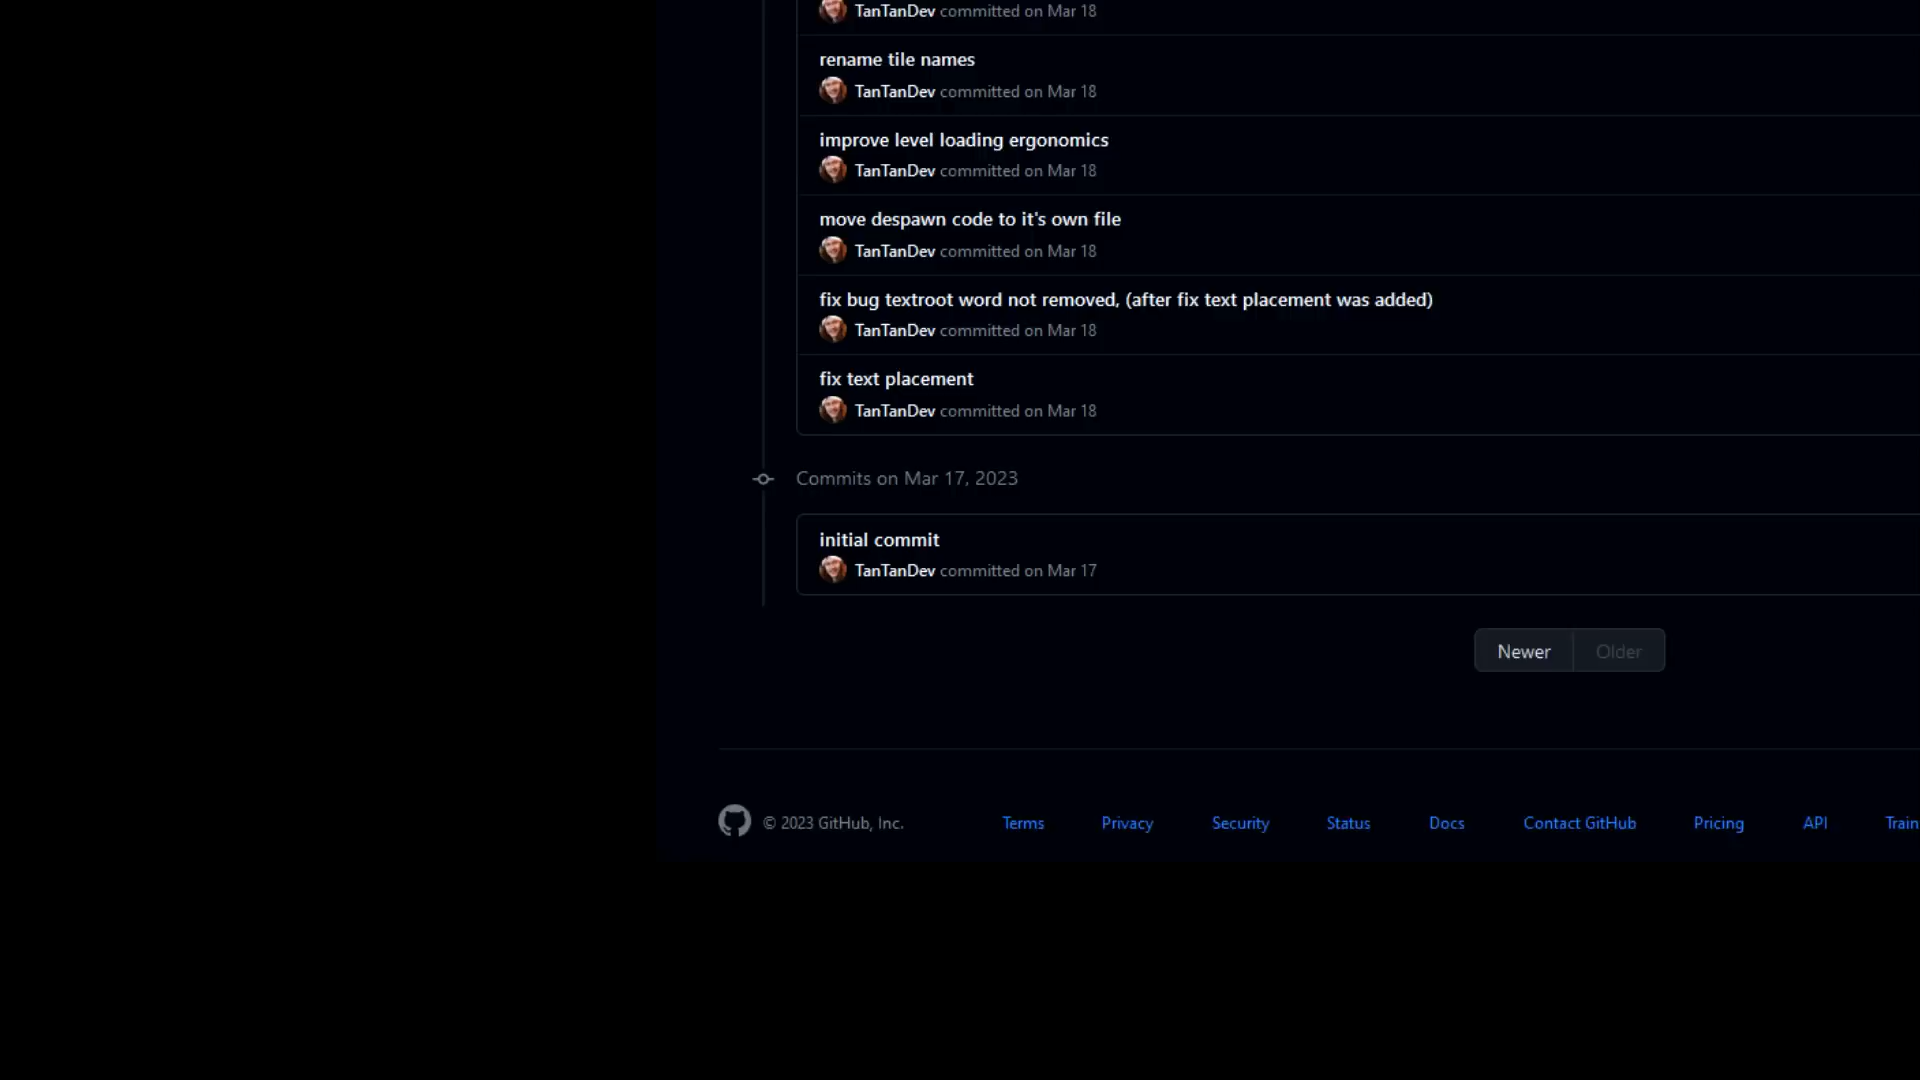 TanTanDev committed on Mar 18
rename tile names
TanTanDev committed on Mar 18
improve level loading ergonomics
TanTanDev committed on Mar 18
move despawn code to it's own file
TanTanDev committed on Mar 18
fix bug textroot word not removed, (after fix text placement was added)
TanTanDev committed on Mar 18
fix text placement
TanTanDev committed on Mar 18
Commits on Mar 17, 2023
initial commit
TanTanDev committed on Mar 17
Newer Older
© 2023 GitHub, Inc. Terms Privacy Security Status Docs Contact GitHub Pricing API Train